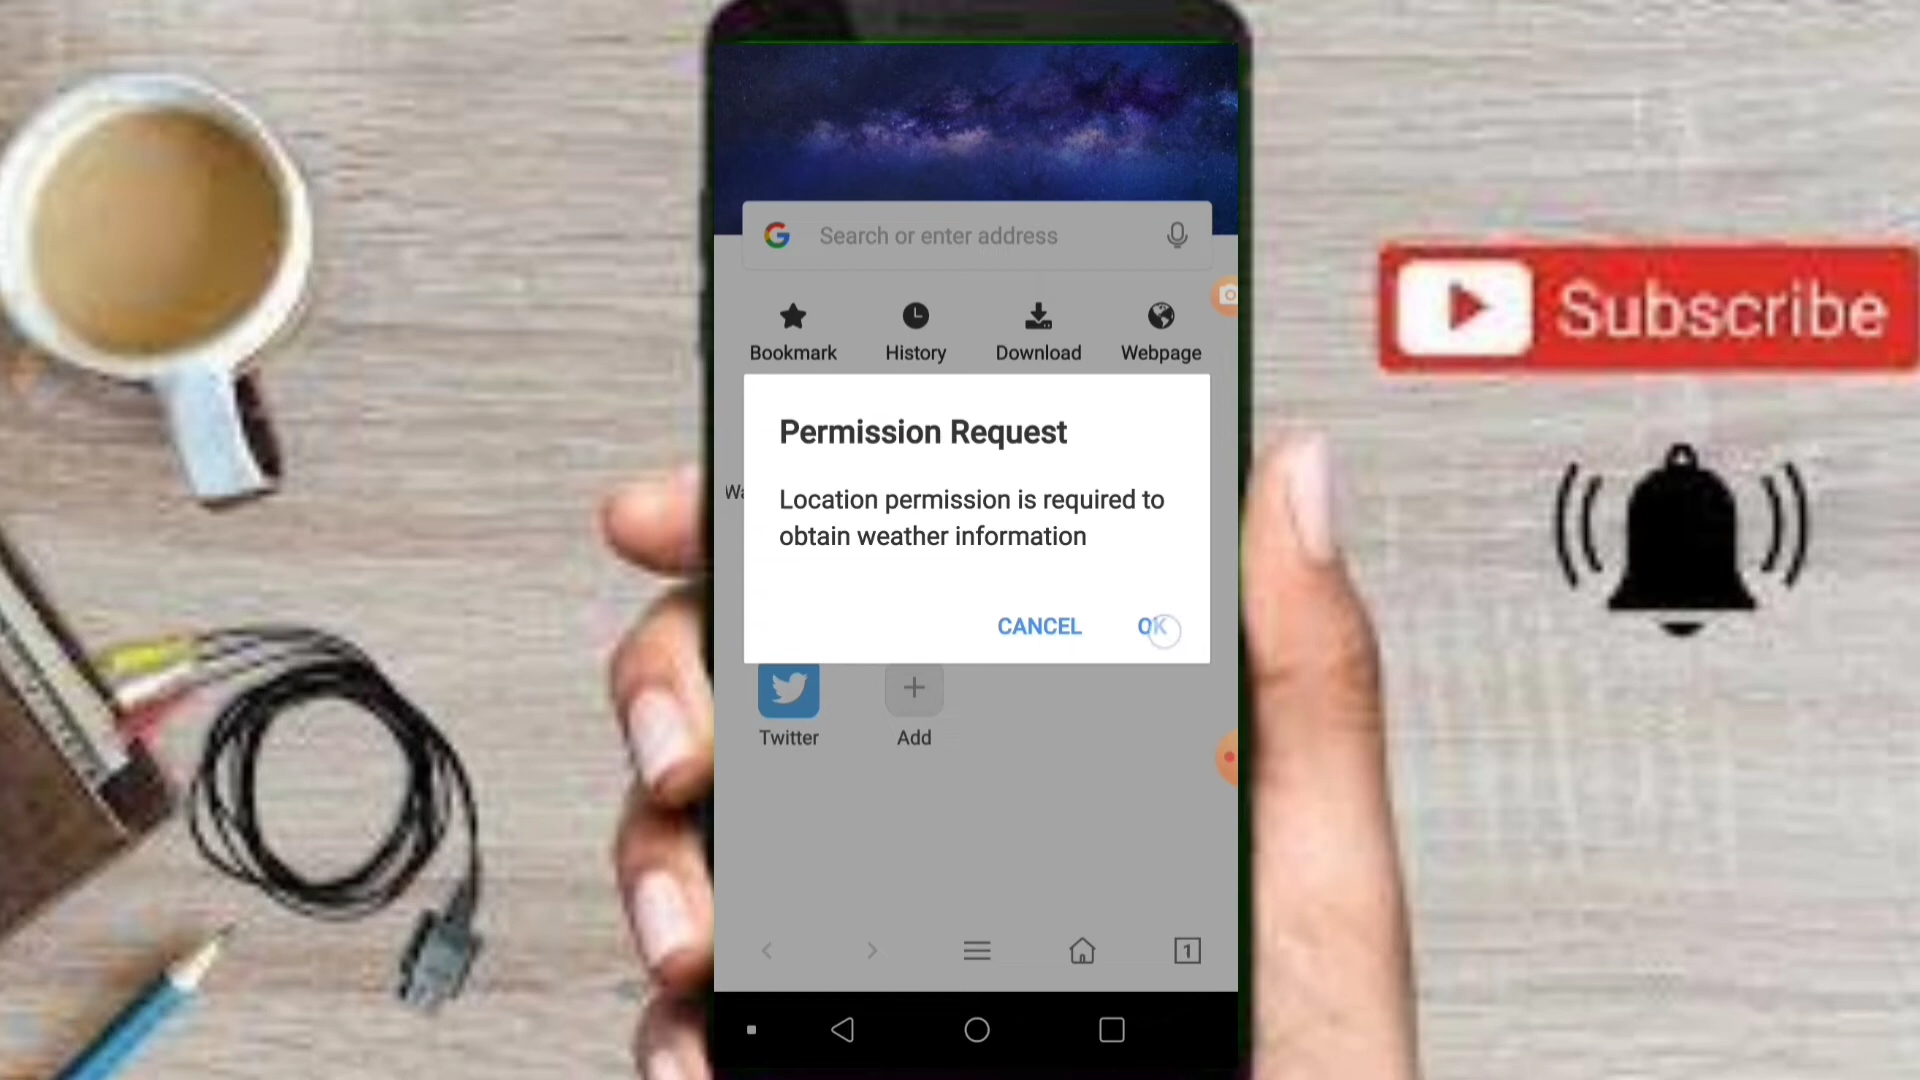 Search or enter address
Bookmark History Download Webpage
Permission Request
Location permission is required to
obtain weather information
CANCEL OK
Twitter Add
1
Subscribe